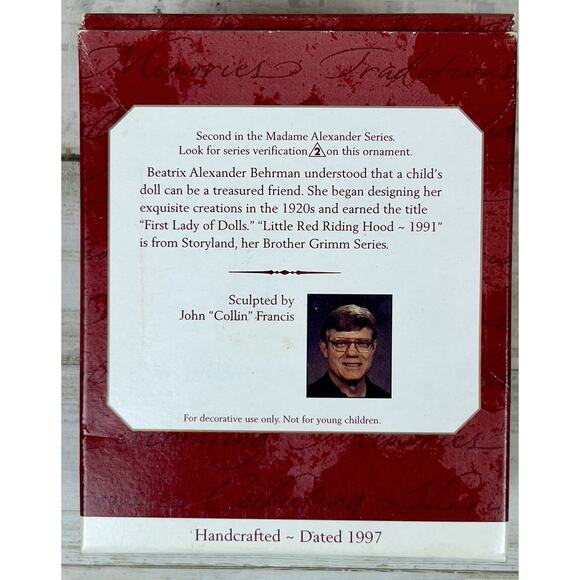 Memories Traditions
Second in the Madame Alexander Series.
Look for series verification 2 on this ornament.
Beatrix Alexander Behrman understood that a child's
doll can be a treasured friend. She began designing her
exquisite creations in the 1920s and earned the title
"First Lady of Dolls." "Little Red Riding Hood ~ 1991"
is from Storyland, her Brother Grimm Series.
Sculpted by
John "Collin" Francis
For decorative use only. Not for young children.
Memories
Collecting
Handcrafted ~ Dated 1997